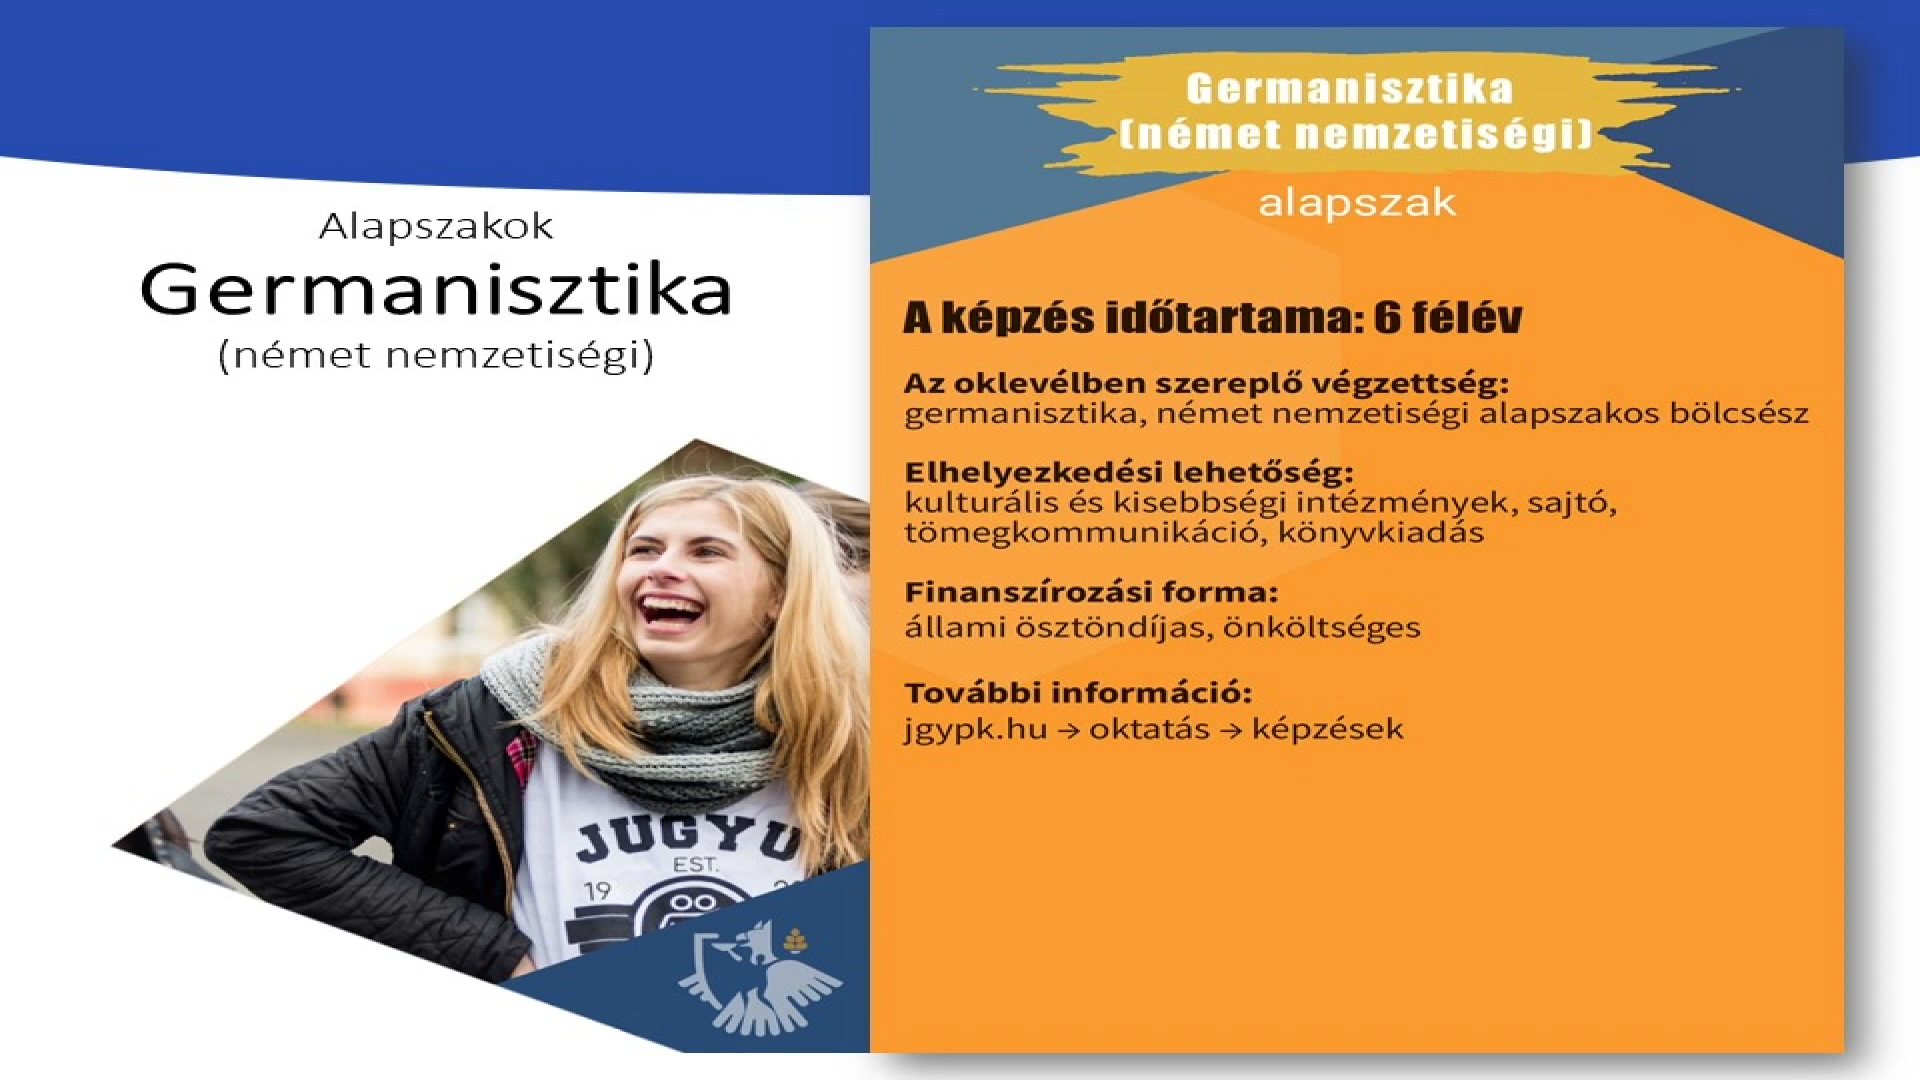 Alapszakok
Germanisztika
(német nemzetiségi)
JUGYU
EST.
19
Germanisztika
(német nemzetiségi)
alapszak
A képzés időtartama: 6 félév
Az oklevélben szereplő végzettség:
germanisztika, német nemzetiségi alapszakos bölcsész
Elhelyezkedési lehetőség:
kulturális és kisebbségi intézmények, sajtó,
tömegkommunikáció, könyvkiadás
Finanszírozási forma:
állami ösztöndíjas, önköltséges
További információ:
jgypk.hu → oktatás → képzések